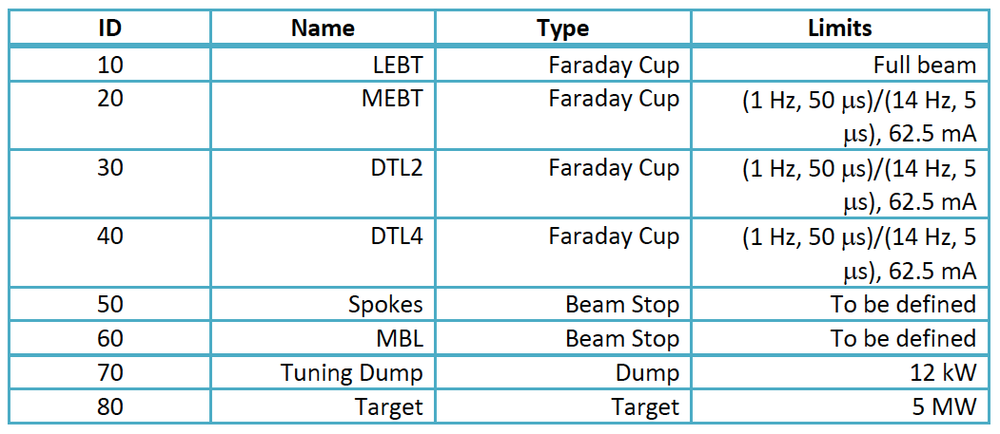 ID Name Type Limits
10 LEBT Faraday Cup Full beam
20 MEBT Faraday Cup (1 Hz, 50 μs)/(14 Hz, 5
μs), 62.5 mA
30 DTL2 Faraday Cup (1 Hz, 50 μs)/(14 Hz, 5
μs), 62.5 mA
40 DTL4 Faraday Cup (1 Hz, 50 μs)/(14 Hz, 5
μs), 62.5 mA
50 Spokes Beam Stop To be defined
60 MBL Beam Stop To be defined
70 Tuning Dump Dump 12 kW
80 Target Target 5 MW